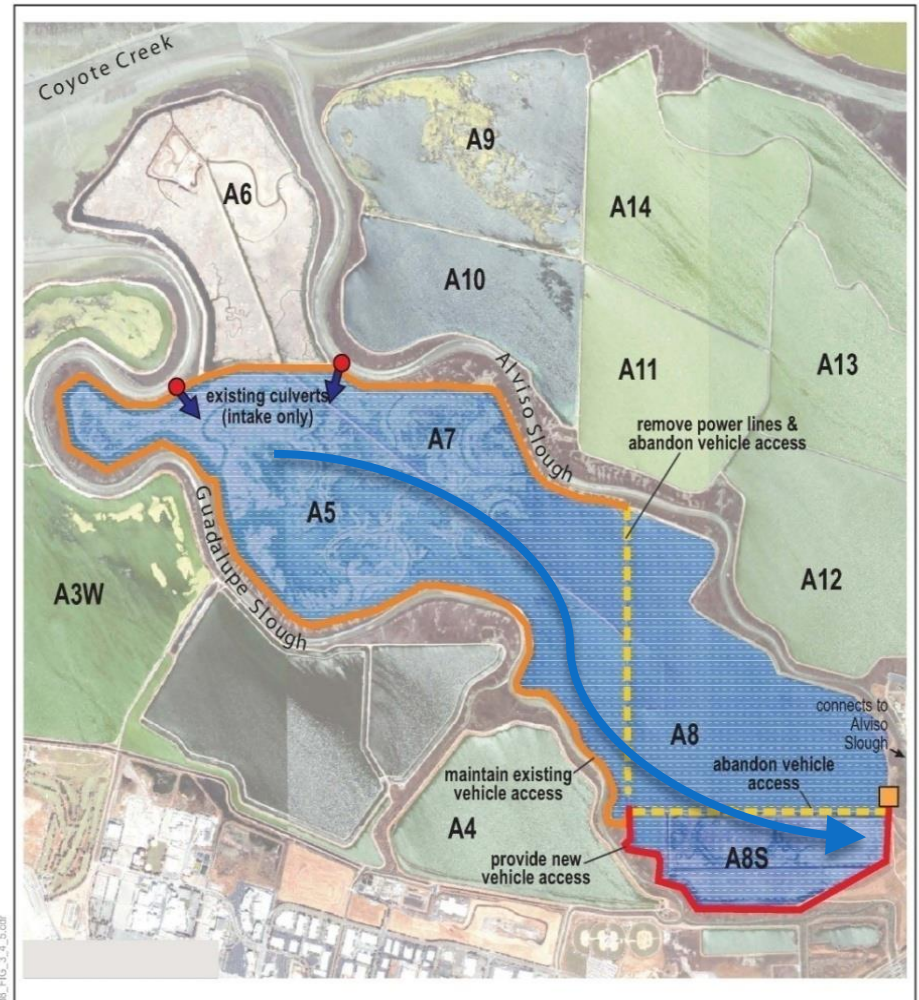 Coyote Creek
A9
A6
A14
A10
Alviso Slough
A11
A13
existing culverts
(intake only)
remove power lines &
abandon vehicle access
A7
A5
Guadalupe Slough
A12
A3W
connects to
Alviso
Slough
A8
abandon vehicle
access
maintain existing
vehicle access
A4
provide new
vehicle access
A8S